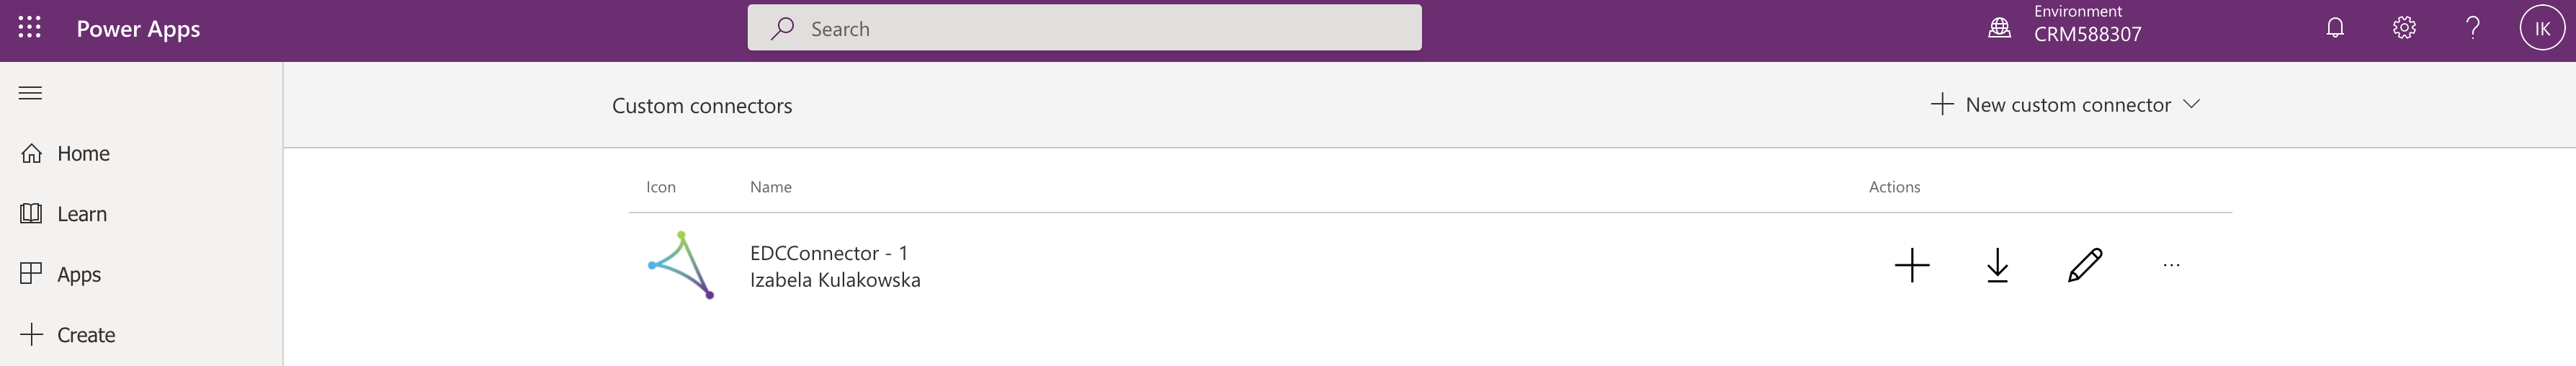 Power Apps
Search
Environment
CRM588307
IK
Custom connectors
New custom connector
Home
Learn
Apps
Create
Icon
Name
Actions
EDCConnector - 1
Izabela Kulakowska